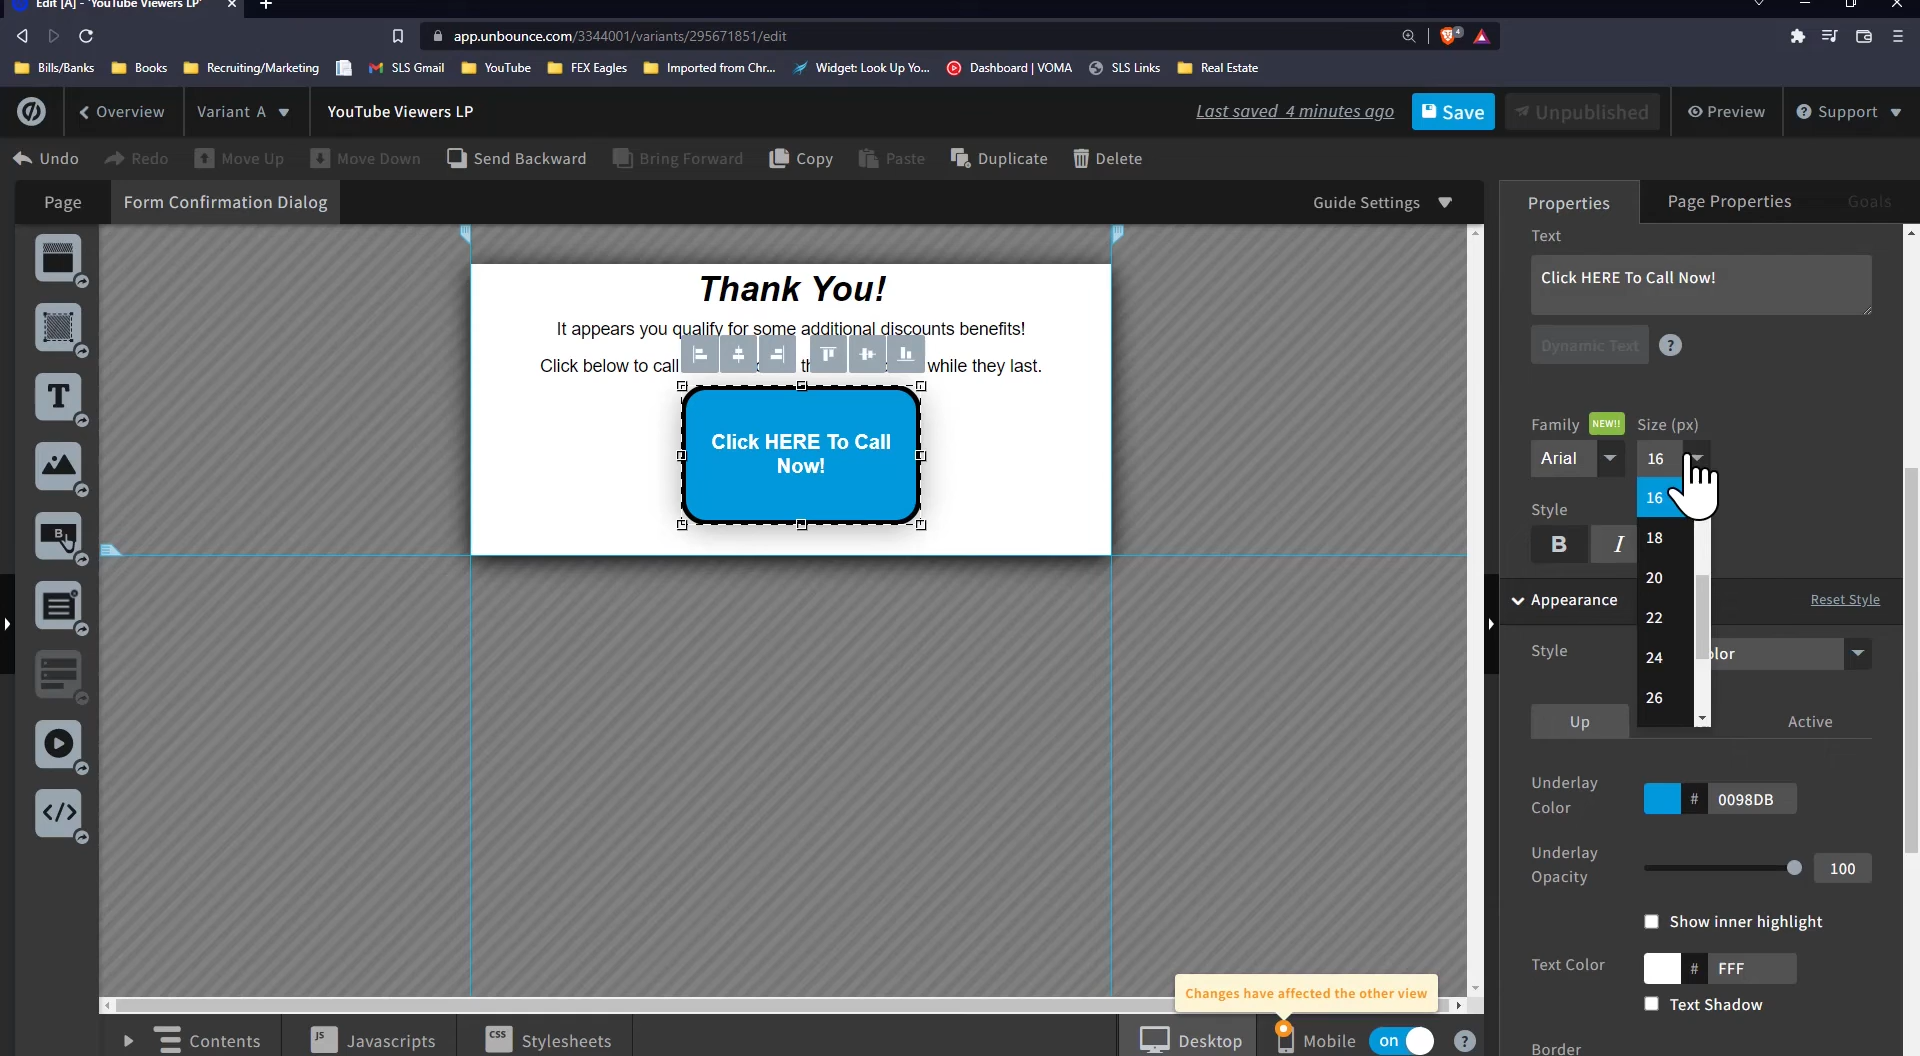 Edit [A] - 'YouTube Viewers LP'
app.unbounce.com/3344001/variants/295671851/edit
4
Bills/Banks
Books
Recruiting/Marketing
SLS Gmail
YouTube
FEX Eagles
Imported from Chr...
Widget: Look Up Yo...
Dashboard | VOMA
SLS Links
Real Estate
Overview
Variant A
YouTube Viewers LP
Last saved 4 minutes ago
Save
Unpublished
Preview
? Support
Undo
Redo
Move Up
Move Down
Send Backward
Bring Forward
Copy
Paste
Duplicate
Delete
Page
Form Confirmation Dialog
Guide Settings
Properties
Page Properties
Goals
Thank You!
It appears you qualify for some additional discounts benefits!
Click below to call
while they last.
Click HERE To Call
Now!
T
B
</>
Text
Click HERE To Call Now!
Dynamic Text
?
Family NEW!! Size (px)
Arial
16
16
18
20
22
24
26
Style
B
I
Appearance
Reset Style
Style
Up
Active
Underlay
Color
# 0098DB
Underlay
Opacity
100
Show inner highlight
Text Color
# FFF
Text Shadow
Border
Changes have affected the other view
Contents
JS Javascripts
CSS Stylesheets
Desktop
Mobile
on
?